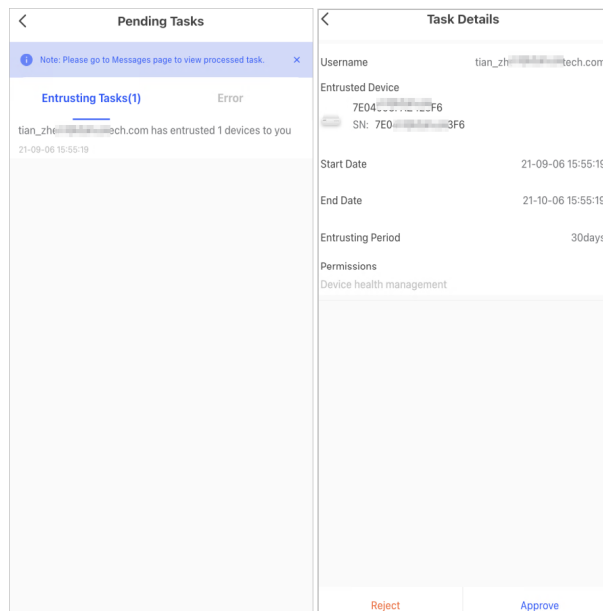 Pending Tasks
Note: Please go to Messages page to view processed task.
Entrusting Tasks(1)
Error
has entrusted 1 devices to you
21-09-06 15:55:19
Task Details
Username
Entrusted Device
SN:
Start Date
21-09-06 15:55:19
End Date
21-10-06 15:55:19
Entrusting Period
30days
Permissions
Device health management
Reject
Approve